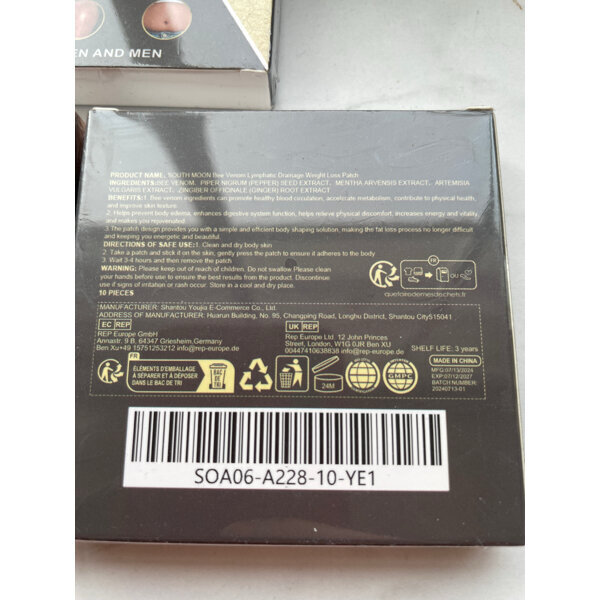 EN AND MEN
PRODUCT NAME: SOUTH MOON Bee Venom Lymphatic Drainage Weight Loss Patch
INGREDIENTS:BEE VENOM, PIPER NIGRUM (PEPPER) SEED EXTRACT, MENTHA ARVENSIS EXTRACT, ARTEMISIA
VULGARIS EXTRACT, ZINGIBER OFFICINALE (GINGER) ROOT EXTRACT
BENEFITS:1. Bee venom ingredients can promote healthy blood circulation, accelerate metabolism, contribute to physical health,
and improve skin texture
2. Helps prevent body edema, enhances digestive system function, helps relieve physical discomfort, increases energy and vitality,
and makes you rejuvenated
3. The patch design provides you with a simple and efficient body shaping solution, making the fat loss process no longer difficult
and keeping you energetic and beautiful.
DIRECTIONS OF SAFE USE:1. Clean and dry body skin
2. Take a patch and stick it on the skin, gently press the patch to ensure it adheres to the body
3. Wait 3-4 hours and then remove the patch
WARNING: Please keep out of reach of children. Do not swallow.Please clean
your hands before use to ensure the best results from the product. Discontinue
use if signs of irritation or rash occur. Store in a cool and dry place.
10 PIECES
FR
OU
quefairedemesdechets.fr
MANUFACTURER: Shantou Youjia E-Commerce Co., Ltd.
ADDRESS OF MANUFACTURER: Huarun Building, No. 95, Changping Road, Longhu District, Shantou City515041
EC REP
REP Europe GmbH
Annastr. 9 B, 64347 Griesheim,Germany
Ben Xu+49 15751253212 info@rep-europe.de
UK REP
Rep Europe Ltd. 12 John Princes
Street, London, W1G 0JR Ben XU
00447410638838 info@rep-europe.de
SHELF LIFE: 3 years
FR
ÉLÉMENTS D'EMBALLAGE
À SÉPARER ET À DÉPOSER
DANS LE BAC DE TRI
BAC
DE
TRI
24M
GMPC
MADE IN CHINA
MFG:07/13/2024
EXP:07/12/2027
BATCH NUMBER:
20240713-01
SOA06-A228-10-YE1